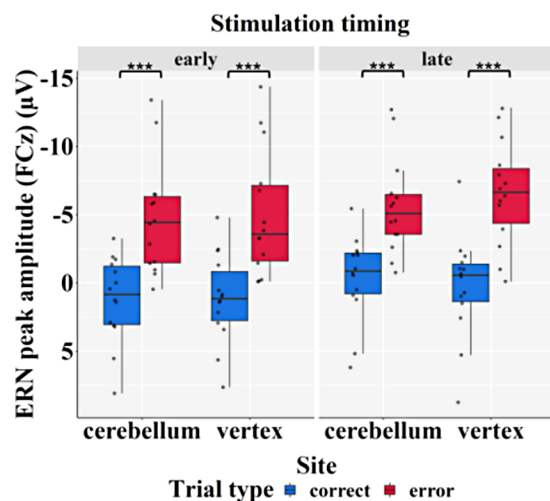 Stimulation timing
early late
*** *** *** ***
ERN peak amplitude (FCz) (µV)
-15
-10
-5
0
5
cerebellum vertex cerebellum vertex
Site
Trial type correct error